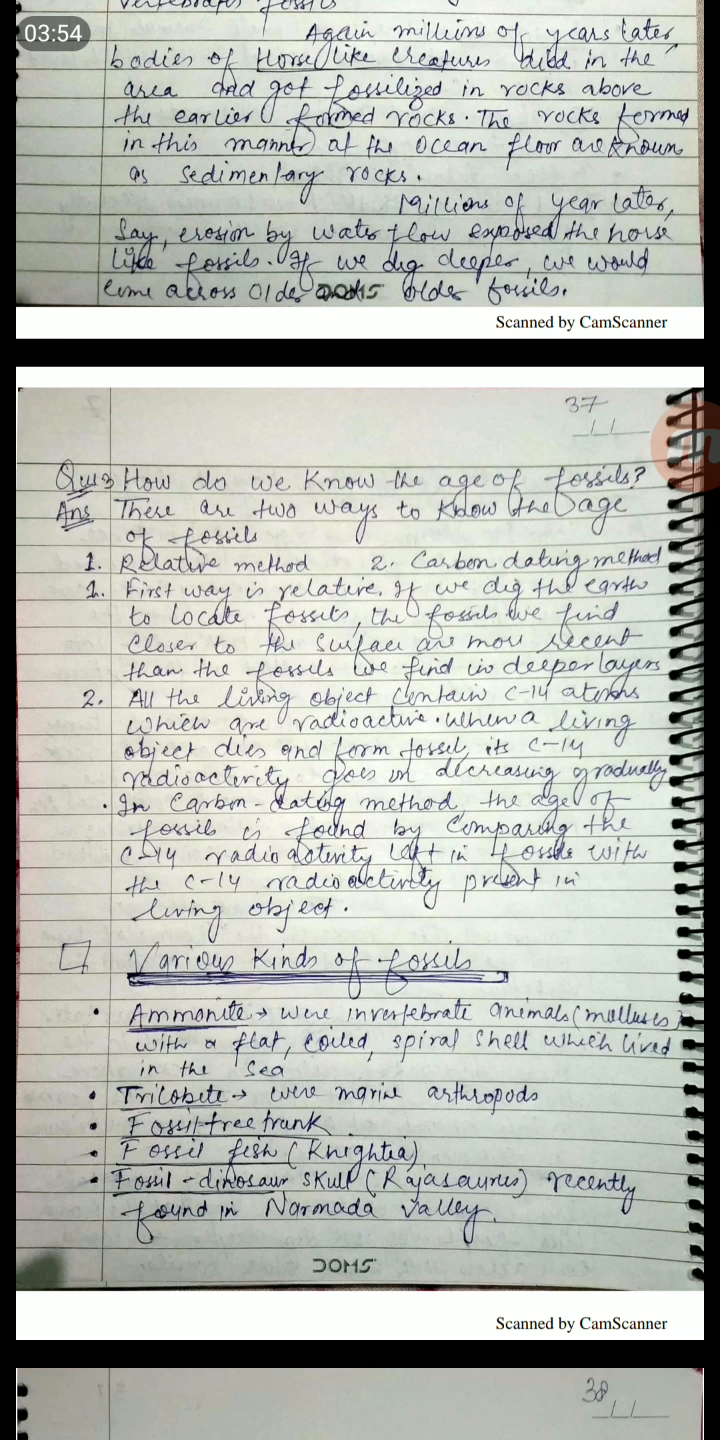 vertebrates fossils
03:54
Again millions of years later
bodies of Horse like creatures died in the
area and got fossilized in rocks above
the earlier formed rocks. The rocks formed
in this manner at the Ocean floor are known
as sedimentary rocks.
Millions of year later,
Say, erosion by water flow exposed the horse
like fossils. If we dig deeper, we would
come across older and older fossils.
DOMS
Scanned by CamScanner
37
Que3 How do we know the age of fossils?
Ans There are two ways to know the age
of fossils
1. Relative method 2. Carbon dating method
1. First way is relative. If we dig the earth
to locate fossils, the fossils we find
closer to the surface are more recent
than the fossils we find in deeper layers
2. All the living object contain C-14 atoms
which are radioactive. When a living
object dies and form fossil, its C-14
radioactivity goes on decreasing gradually
• In Carbon-dating method, the age of
fossils is found by comparing the
C-14 radioactivity left in fossils with
the C-14 radioactivity present in
living object.
Various Kinds of fossils
• Ammonite → were invertebrate animals (molluscs)
with a flat, coiled, spiral shell which lived
in the sea
• Trilobite → were marine arthropods
• Fossil-tree trunk
• Fossil fish (Knightia)
• Fossil-dinosaur skull (Rajasaurus) recently
found in Narmada Valley.
DOMS
Scanned by CamScanner
38